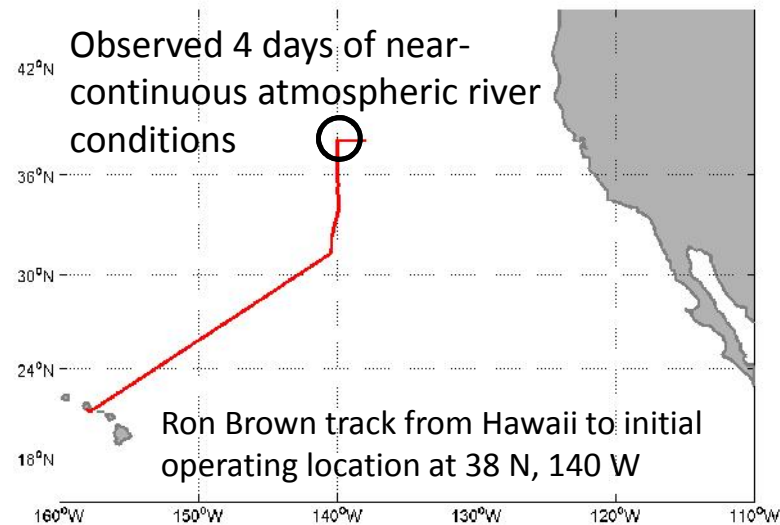 Observed 4 days of near-
continuous atmospheric river
conditions
42°N
36°N
30°N
24°N
18°N
Ron Brown track from Hawaii to initial
operating location at 38 N, 140 W
160°W 150°W 140°W 130°W 120°W 110°W